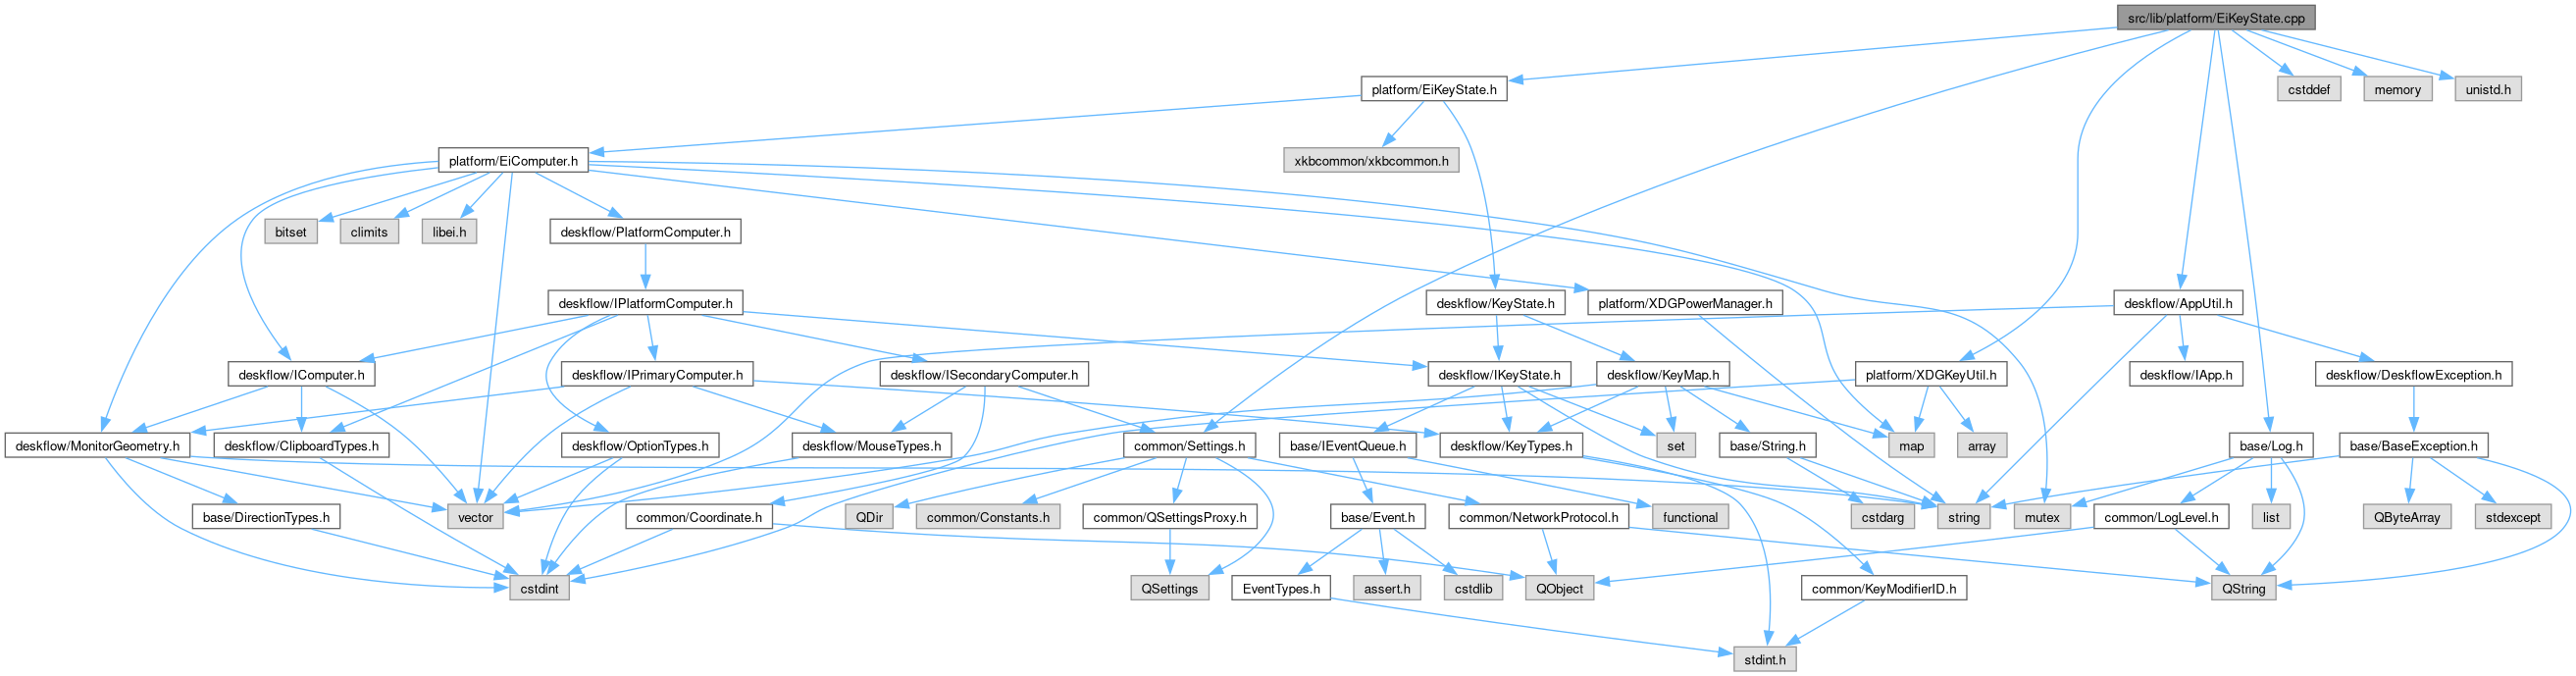 src/lib/platform/EiKeyState.cpp
platform/EiKeyState.h
cstddef
memory
unistd.h
platform/EiComputer.h
xkbcommon/xkbcommon.h
bitset
climits
libei.h
deskflow/PlatformComputer.h
deskflow/IPlatformComputer.h
deskflow/KeyState.h
platform/XDGPowerManager.h
deskflow/AppUtil.h
deskflow/IComputer.h
deskflow/IPrimaryComputer.h
deskflow/ISecondaryComputer.h
deskflow/IKeyState.h
deskflow/KeyMap.h
platform/XDGKeyUtil.h
deskflow/IApp.h
deskflow/DeskflowException.h
deskflow/MonitorGeometry.h
deskflow/ClipboardTypes.h
deskflow/OptionTypes.h
deskflow/MouseTypes.h
common/Settings.h
base/IEventQueue.h
deskflow/KeyTypes.h
set
base/String.h
map
array
base/Log.h
base/BaseException.h
base/DirectionTypes.h
vector
common/Coordinate.h
QDir
common/Constants.h
common/QSettingsProxy.h
base/Event.h
common/NetworkProtocol.h
functional
cstdarg
string
mutex
common/LogLevel.h
list
QByteArray
stdexcept
cstdint
QSettings
EventTypes.h
assert.h
cstdlib
QObject
common/KeyModifierID.h
QString
stdint.h